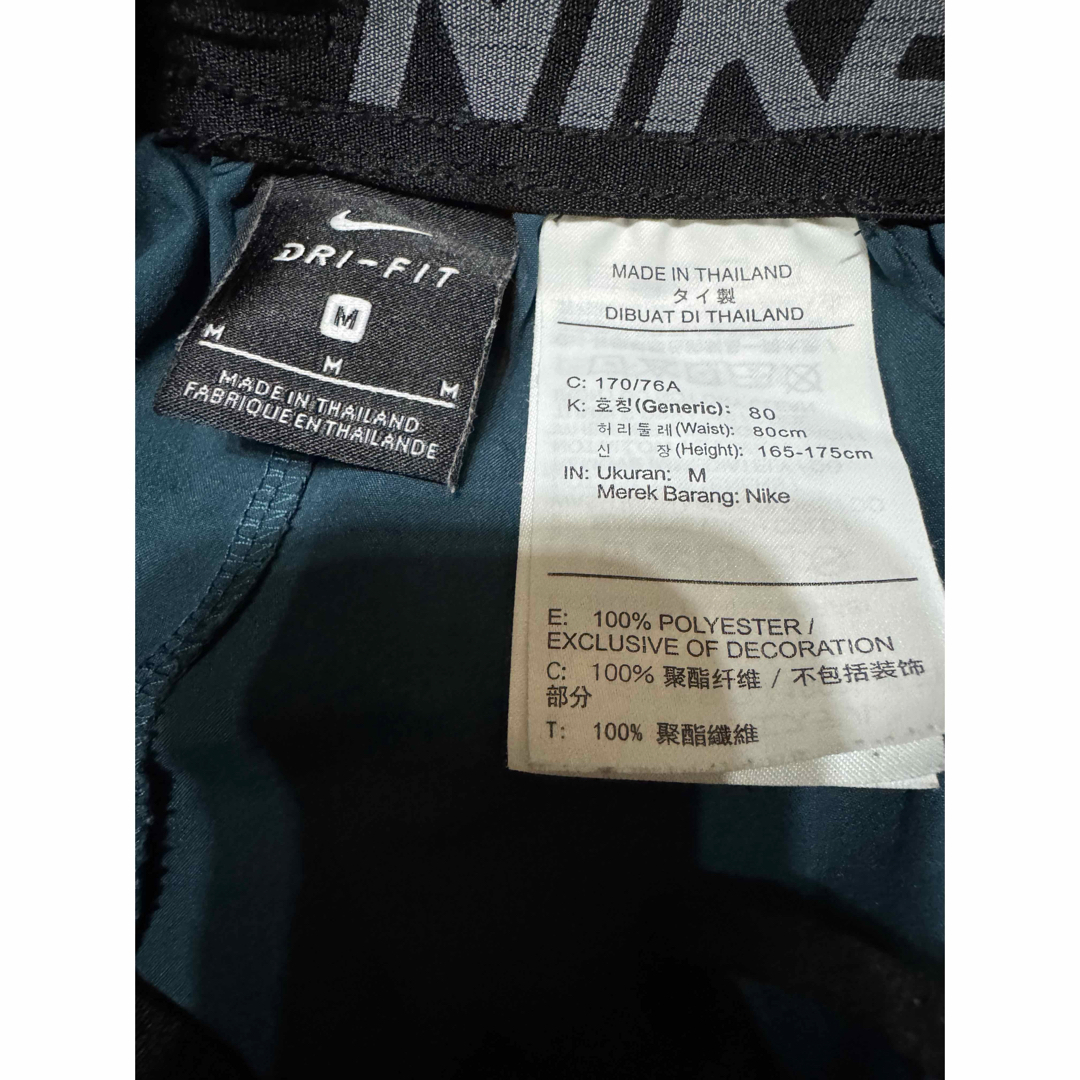 NIKE
DRI-FIT
M
M
M
M
MADE IN THAILAND
FABRIQUE EN THAILANDE
MADE IN THAILAND
タイ製
DIBUAT DI THAILAND
C: 170/76A
K: 호칭(Generic): 80
허리둘레(Waist): 80cm
신 장(Height): 165-175cm
IN: Ukuran: M
Merek Barang: Nike
E: 100% POLYESTER /
EXCLUSIVE OF DECORATION
C: 100% 聚酯纤维 / 不包括装饰
部分
T: 100% 聚酯纖維